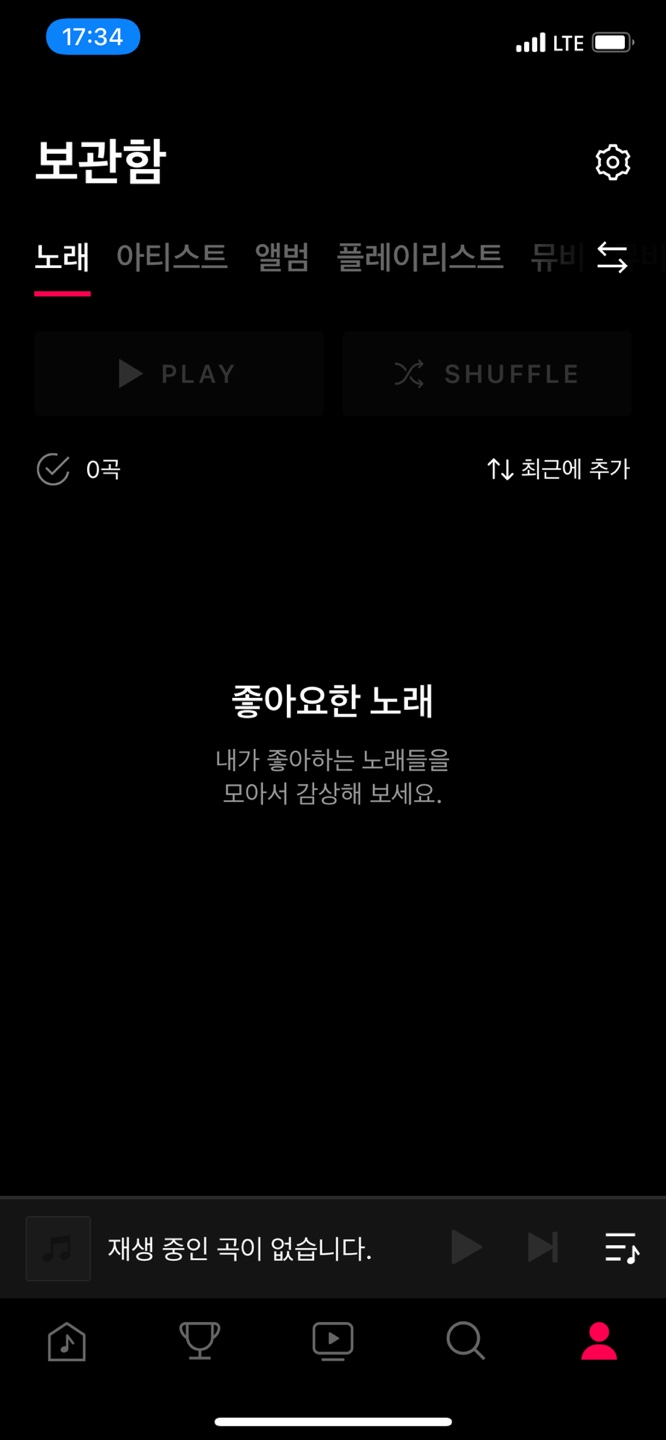 17:34
LTE
보관함
노래 아티스트 앨범 플레이리스트 뮤비
PLAY
SHUFFLE
0곡
최근에 추가
좋아요한 노래
내가 좋아하는 노래들을
모아서 감상해 보세요.
재생 중인 곡이 없습니다.